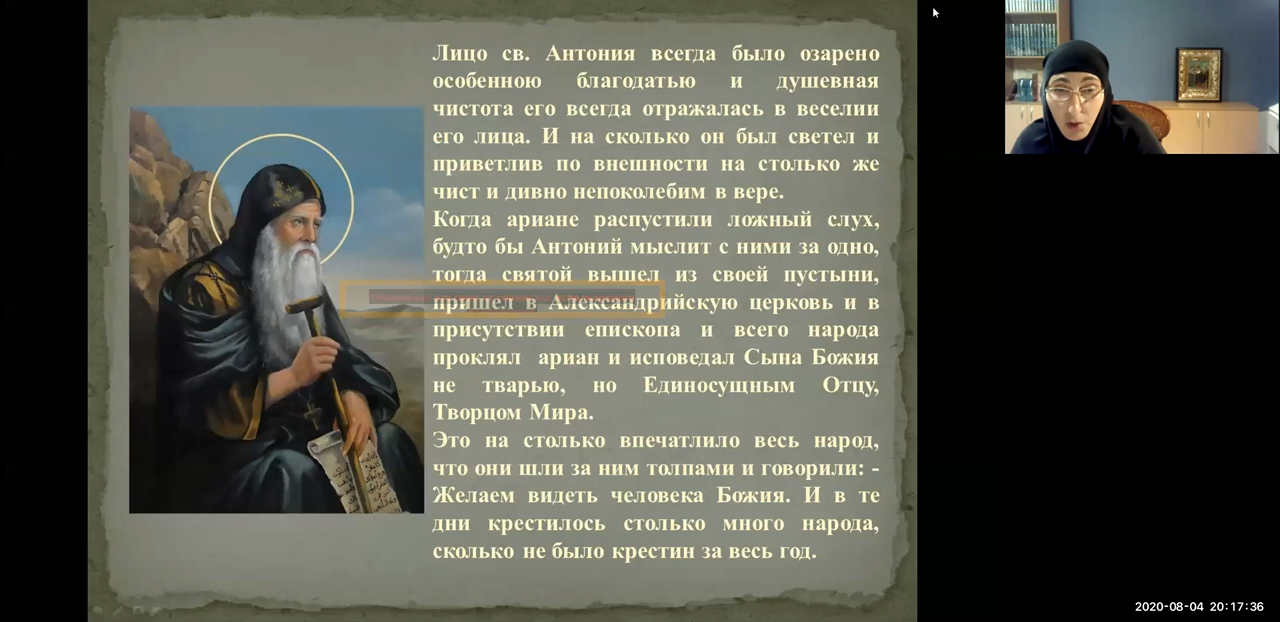 Лицо св. Антония всегда было озарено
особенною благодатью и душевная
чистота его всегда отражалась в веселии
его лица. И на сколько он был светел и
приветлив по внешности на столько же
чист и дивно непоколебим в вере.
Когда ариане распустили ложный слух,
будто бы Антоний мыслит с ними за одно,
тогда святой вышел из своей пустыни,
пришел в Александрийскую церковь и в
присутствии епископа и всего народа
проклял ариан и исповедал Сына Божия
не тварью, но Единосущным Отцу,
Творцом Мира.
Это на столько впечатлило весь народ,
что они шли за ним толпами и говорили: -
Желаем видеть человека Божия. И в те
дни крестилось столько много народа,
сколько не было крестин за весь год.
2020-08-04 20:17:36